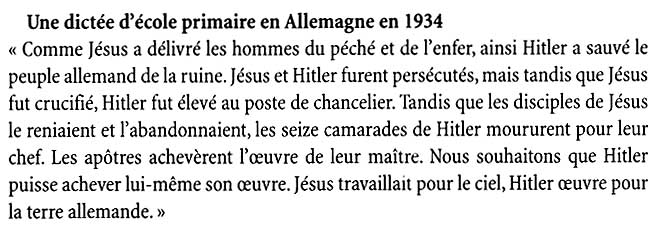 Une dictée d’école primaire en Allemagne en 1934
« Comme Jésus a délivré les hommes du péché et de l’enfer, ainsi Hitler a sauvé le
peuple allemand de la ruine. Jésus et Hitler furent persécutés, mais tandis que Jésus
fut crucifié, Hitler fut élevé au poste de chancelier. Tandis que les disciples de Jésus
le reniaient et l’abandonnaient, les seize camarades de Hitler moururent pour leur
chef. Les apôtres achevèrent l’œuvre de leur maître. Nous souhaitons que Hitler
puisse achever lui-même son œuvre. Jésus travaillait pour le ciel, Hitler œuvre pour
la terre allemande. »